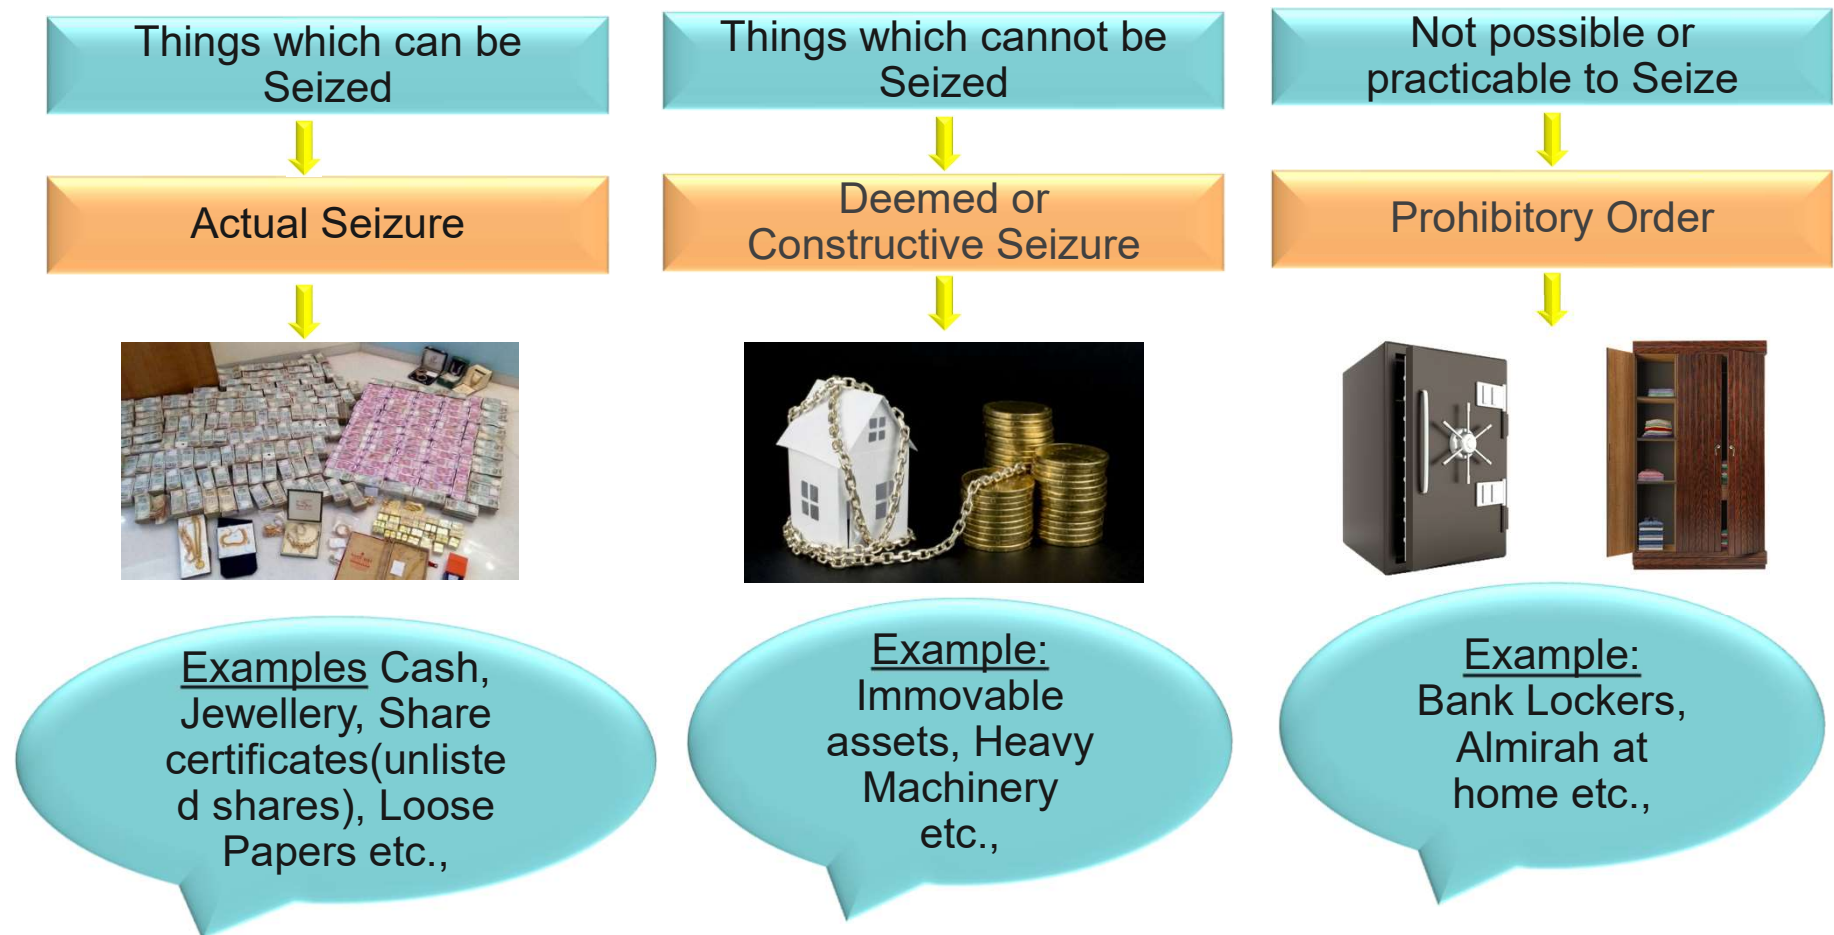 Things which can be
Seized
Actual Seizure
Examples Cash,
Jewellery, Share
certificates(unliste
d shares), Loose
Papers etc.,
Things which cannot be
Seized
Deemed or
Constructive Seizure
Example:
Immovable
assets, Heavy
Machinery
etc.,
Not possible or
practicable to Seize
Prohibitory Order
Example:
Bank Lockers,
Almirah at
home etc.,